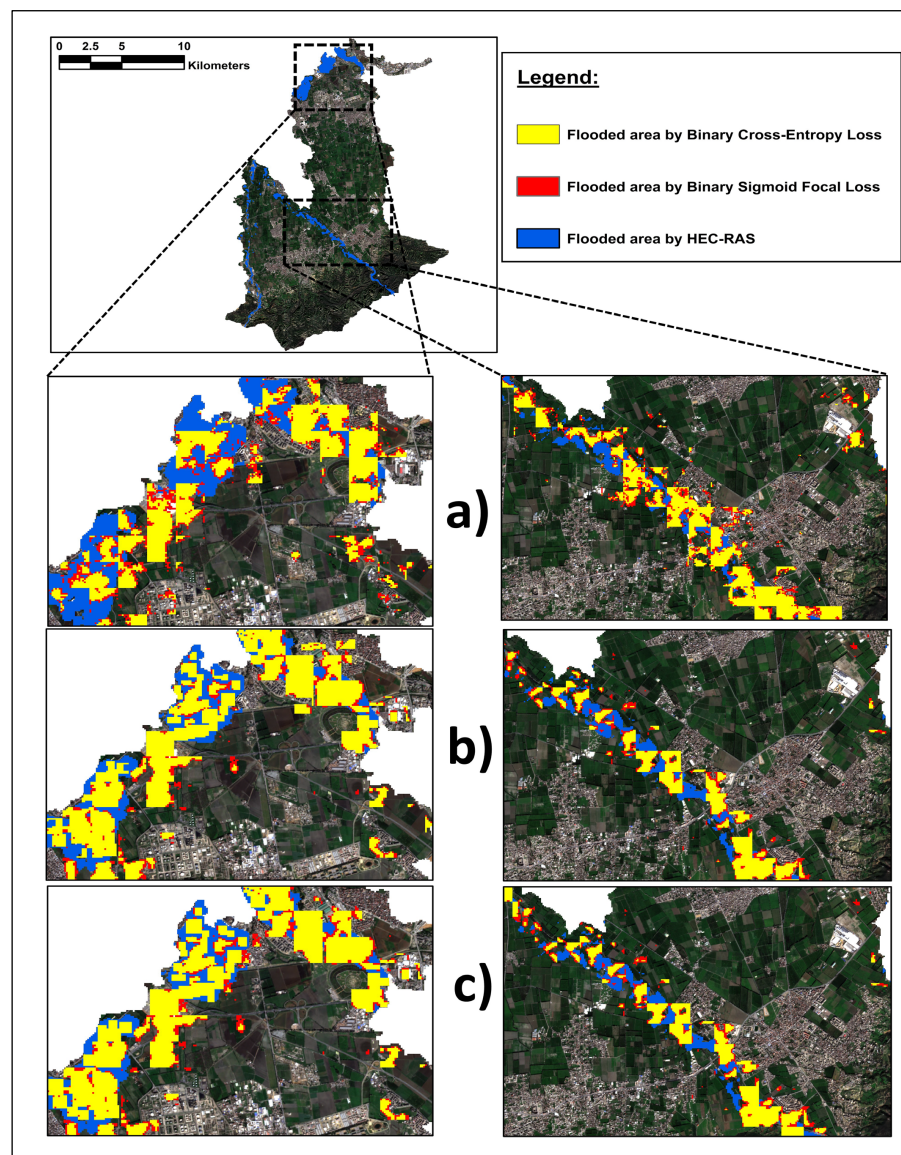 0 2.5 5 10
Kilometers
Legend:
Flooded area by Binary Cross-Entropy Loss
Flooded area by Binary Sigmoid Focal Loss
Flooded area by HEC-RAS
a)
b)
c)